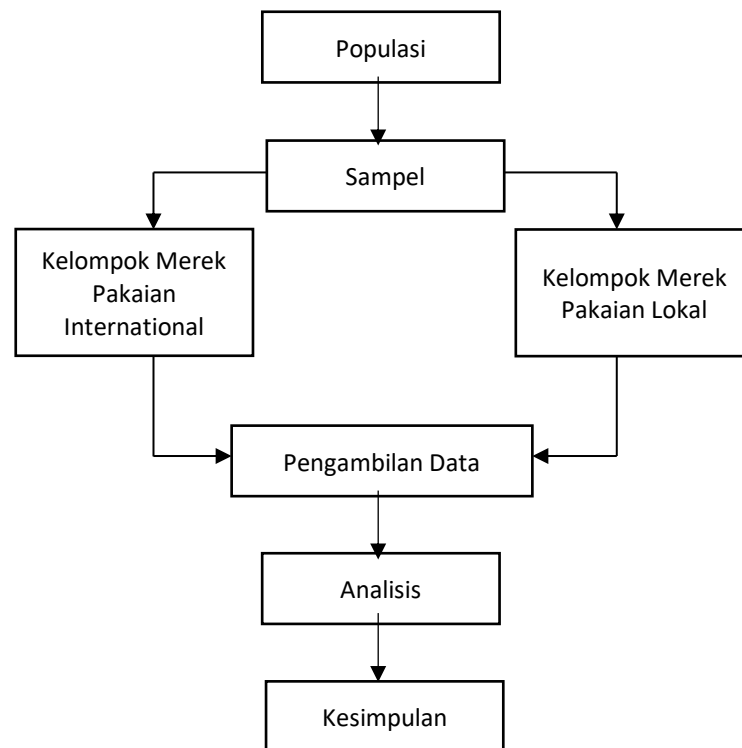 Populasi
Sampel
Kelompok Merek
Pakaian
International
Kelompok Merek
Pakaian Lokal
Pengambilan Data
Analisis
Kesimpulan